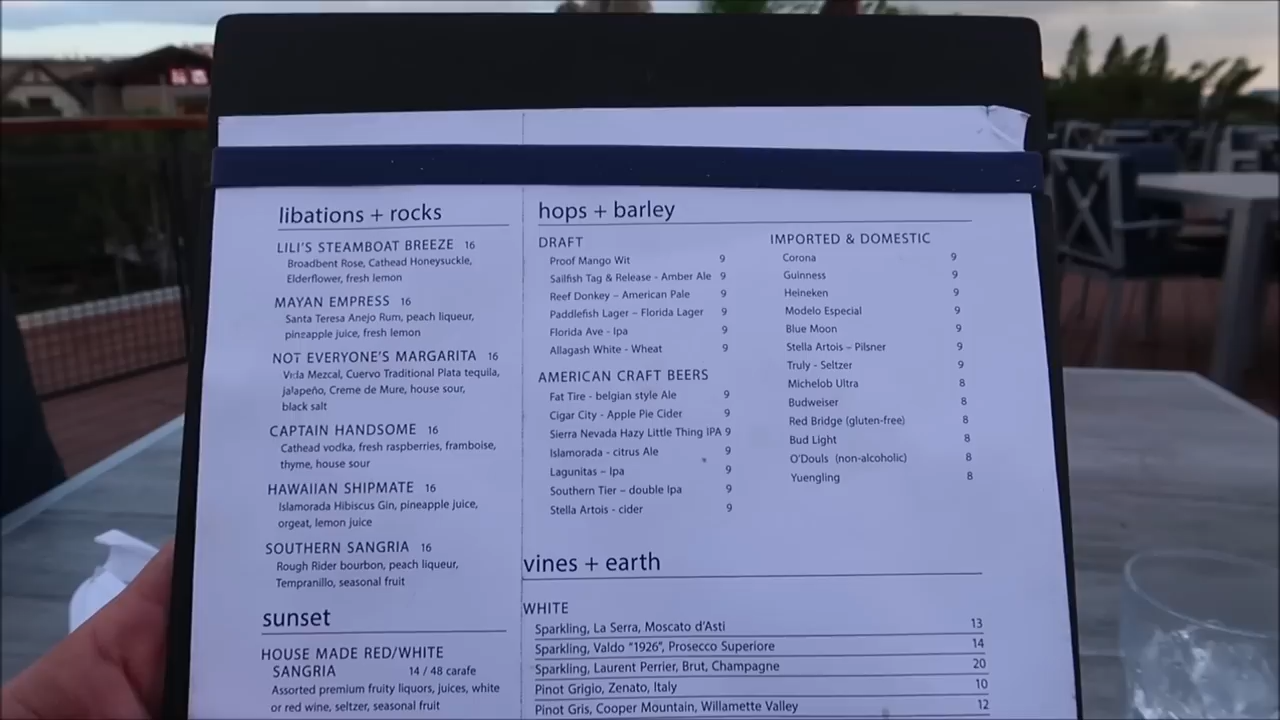 libations + rocks
LILI'S STEAMBOAT BREEZE 16
Broadbent Rose, Cathead Honeysuckle,
Elderflower, fresh lemon
MAYAN EMPRESS 16
Santa Teresa Anejo Rum, peach liqueur,
pineapple juice, fresh lemon
NOT EVERYONE'S MARGARITA 16
Vida Mezcal, Cuervo Traditional Plata tequila,
jalapeño, Creme de Mure, house sour,
black salt
CAPTAIN HANDSOME 16
Cathead vodka, fresh raspberries, framboise,
thyme, house sour
HAWAIIAN SHIPMATE 16
Islamorada Hibiscus Gin, pineapple juice,
orgeat, lemon juice
SOUTHERN SANGRIA 16
Rough Rider bourbon, peach liqueur,
Tempranillo, seasonal fruit
sunset
HOUSE MADE RED/WHITE
SANGRIA 14 / 48 carafe
Assorted premium fruity liquors, juices, white
or red wine, seltzer, seasonal fruit
hops + barley
DRAFT
Proof Mango Wit 9
Sailfish Tag & Release - Amber Ale 9
Reef Donkey – American Pale 9
Paddlefish Lager – Florida Lager 9
Florida Ave - Ipa 9
Allagash White - Wheat 9
AMERICAN CRAFT BEERS
Fat Tire - belgian style Ale 9
Cigar City - Apple Pie Cider 9
Sierra Nevada Hazy Little Thing IPA 9
Islamorada - citrus Ale 9
Lagunitas – Ipa 9
Southern Tier – double Ipa 9
Stella Artois - cider 9
IMPORTED & DOMESTIC
Corona 9
Guinness 9
Heineken 9
Modelo Especial 9
Blue Moon 9
Stella Artois – Pilsner 9
Truly - Seltzer 9
Michelob Ultra 8
Budweiser 8
Red Bridge (gluten-free) 8
Bud Light 8
O'Douls (non-alcoholic) 8
Yuengling 8
vines + earth
WHITE
Sparkling, La Serra, Moscato d'Asti 13
Sparkling, Valdo "1926", Prosecco Superiore 14
Sparkling, Laurent Perrier, Brut, Champagne 20
Pinot Grigio, Zenato, Italy 10
Pinot Gris, Cooper Mountain, Willamette Valley 12